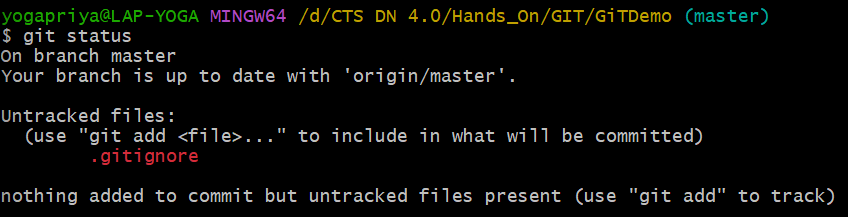 yogapriya@LAP-YOGA MINGW64 /d/CTS DN 4.0/Hands_On/GIT/GiTDemo (master)
$ git status
On branch master
Your branch is up to date with 'origin/master'.
Untracked files:
(use "git add <file>..." to include in what will be committed)
.gitignore
nothing added to commit but untracked files present (use "git add" to track)